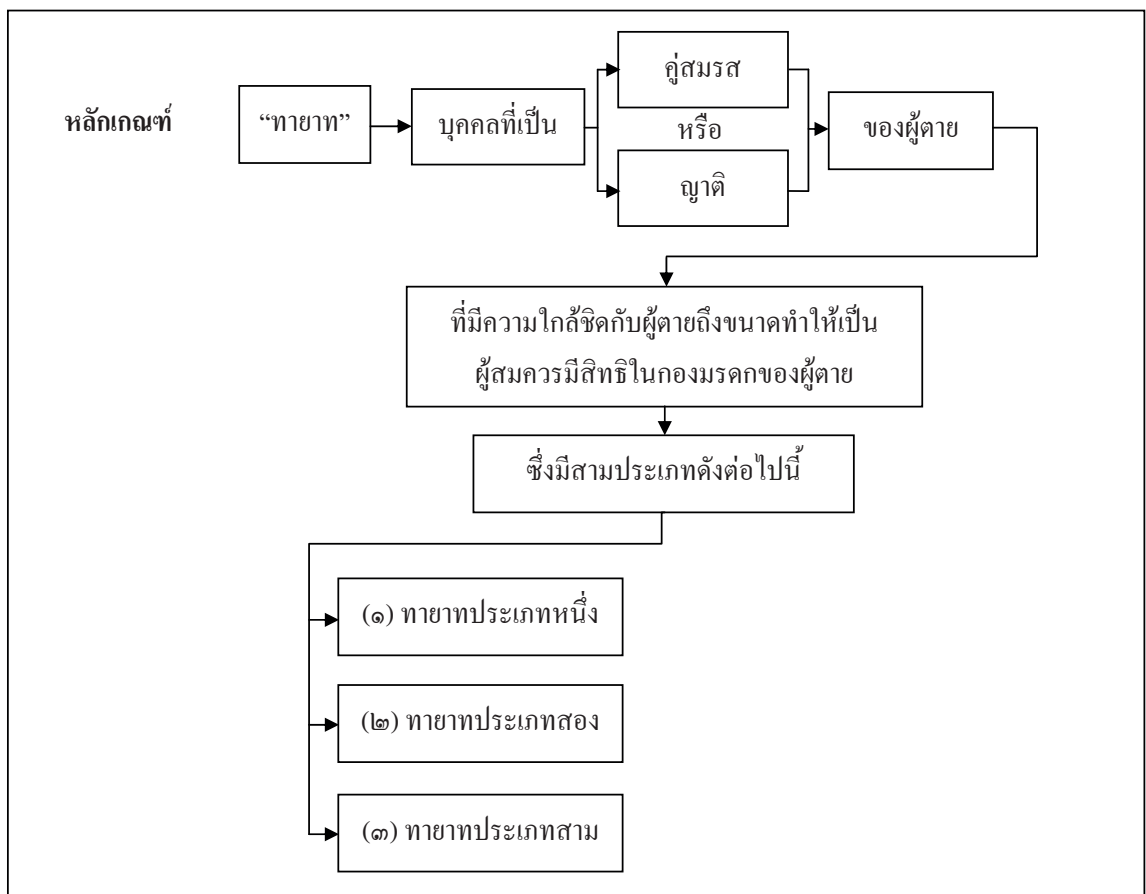 หลักเกณฑ์
“ทายาท”
บุคคลที่เป็น
คู่สมรส
หรือ
ญาติ
ของผู้ตาย
ที่มีความใกล้ชิดกับผู้ตายถึงขนาดทำให้เป็น
ผู้สมควรมีสิทธิในกองมรดกของผู้ตาย
ซึ่งมีสามประเภทดังต่อไปนี้
(๑) ทายาทประเภทหนึ่ง
(๒) ทายาทประเภทสอง
(๓) ทายาทประเภทสาม